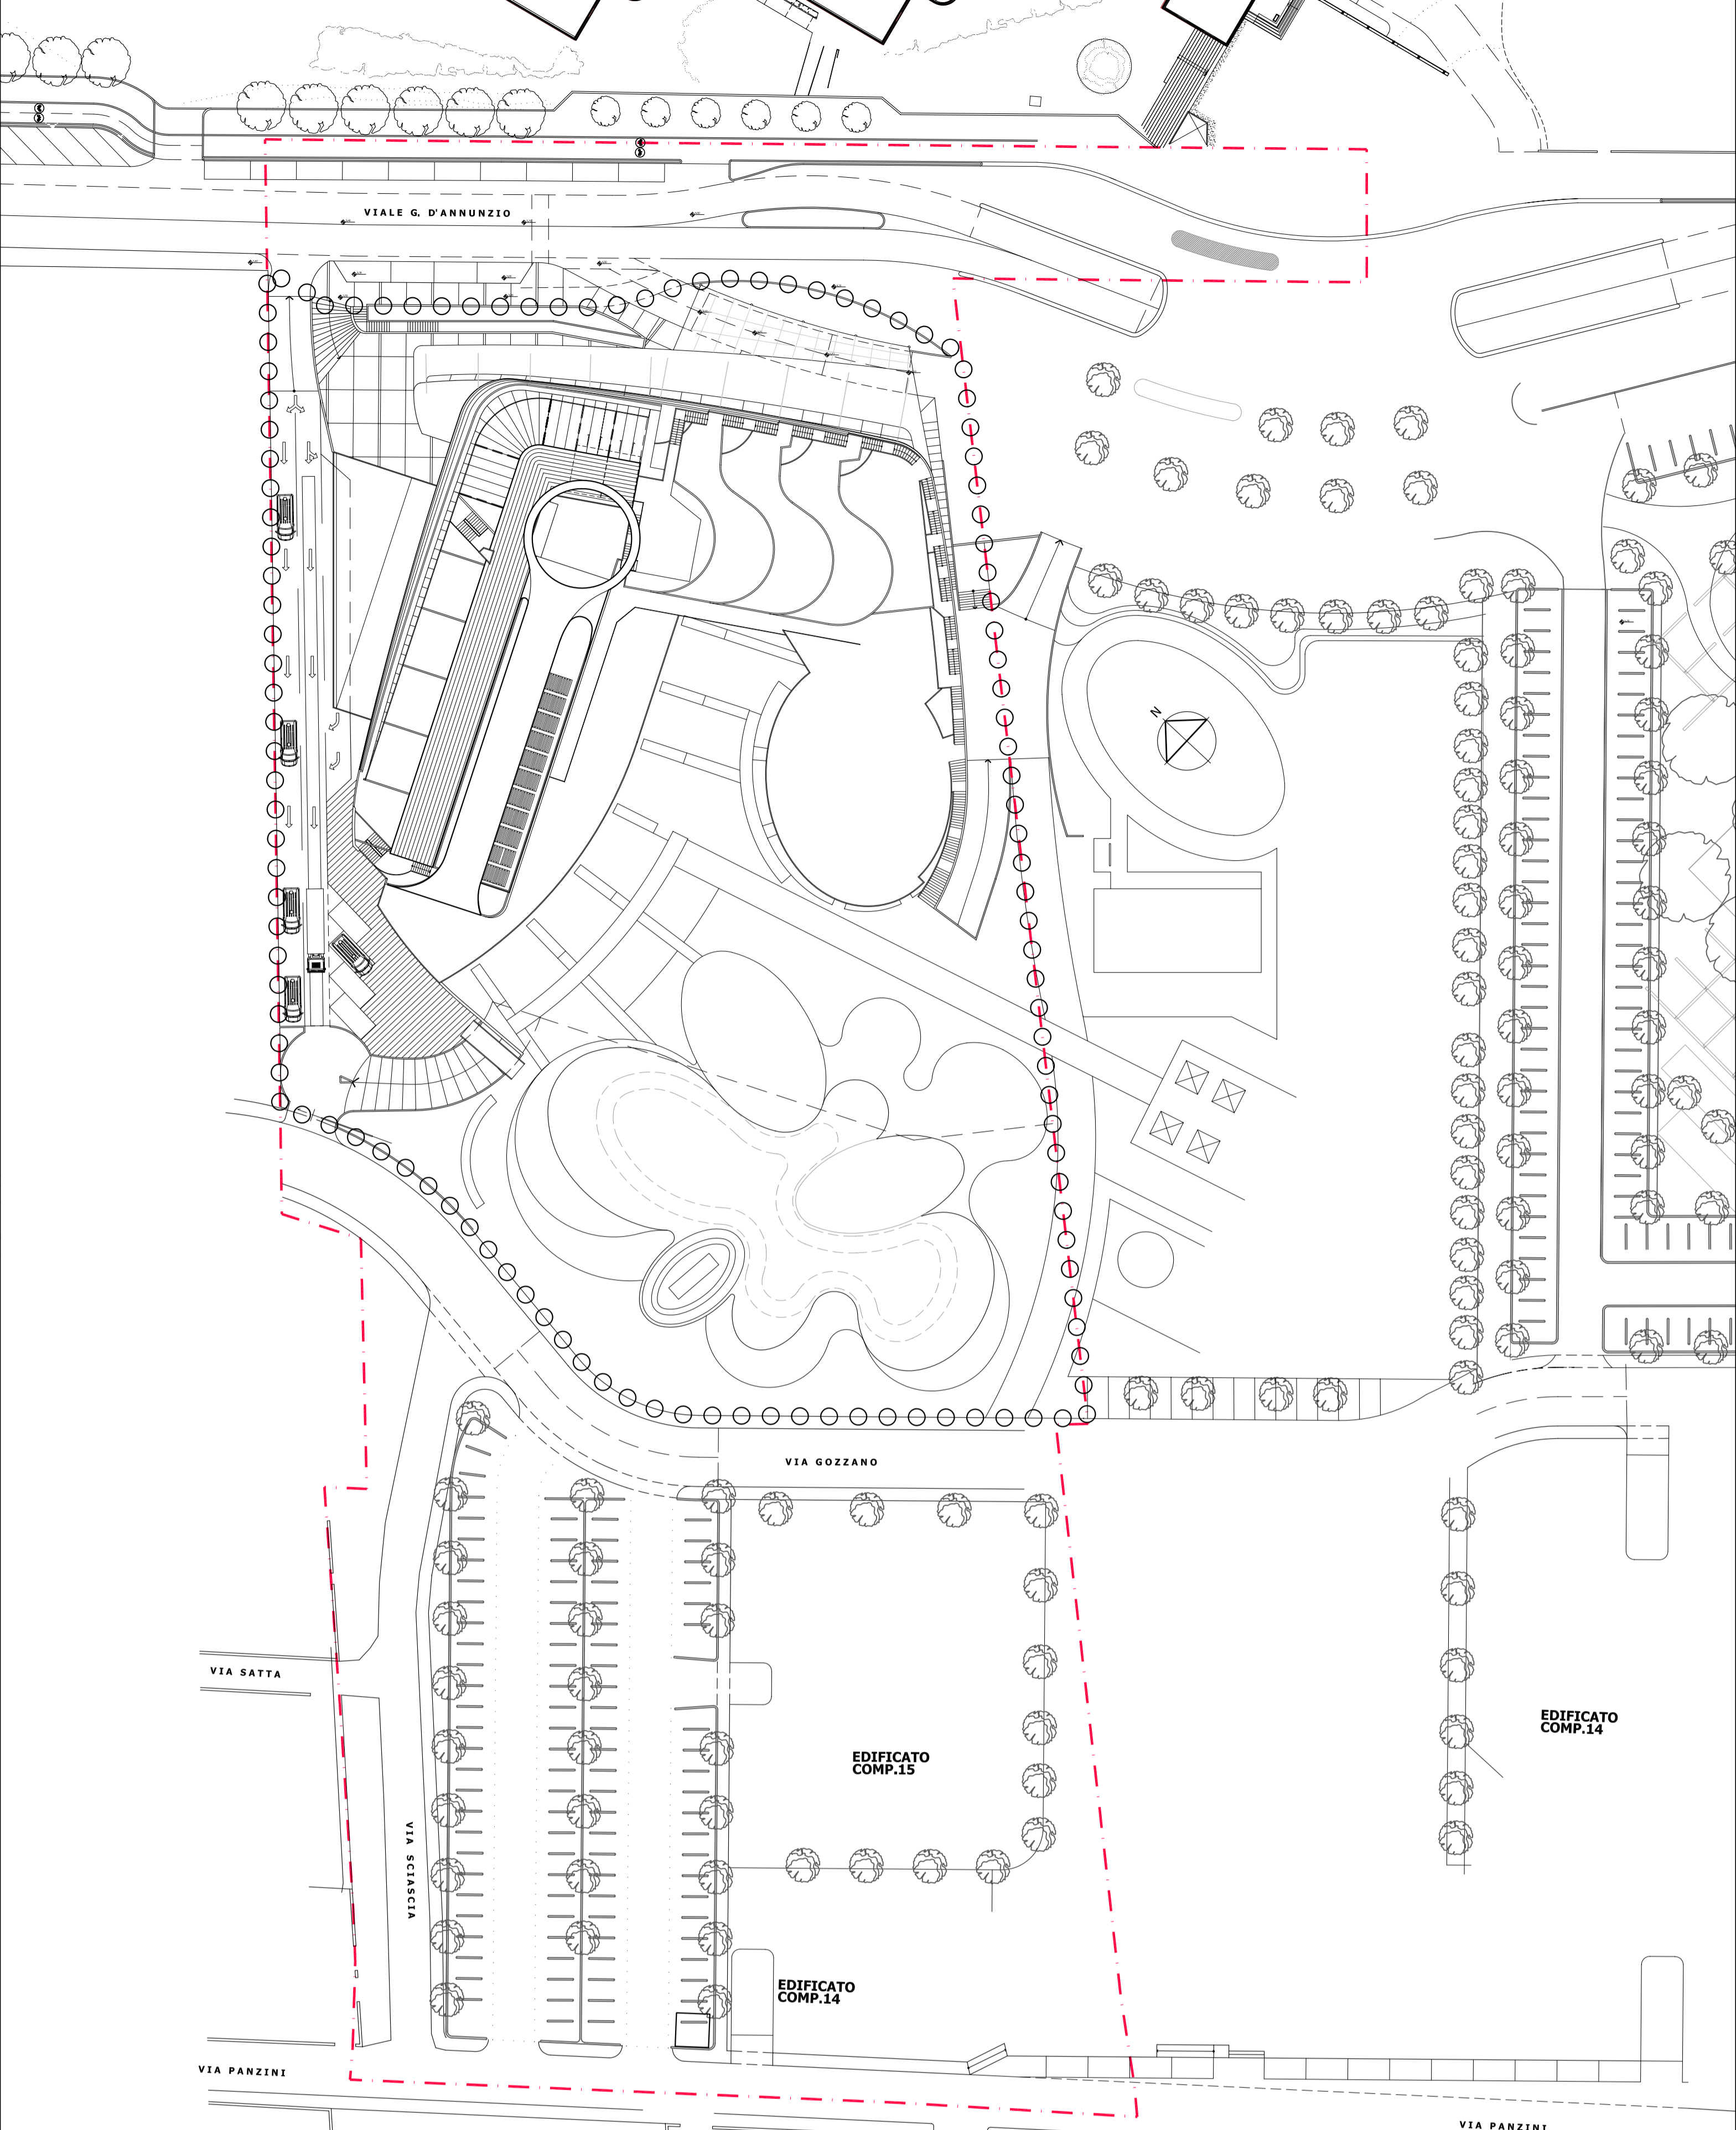 VIALE G. D'ANNUNZIO
N
VIA GOZZANO
VIA SATTA
EDIFICATO
COMP.14
EDIFICATO
COMP.15
VIA SCIASCIA
EDIFICATO
COMP.14
VIA PANZINI
VIA PANZINI